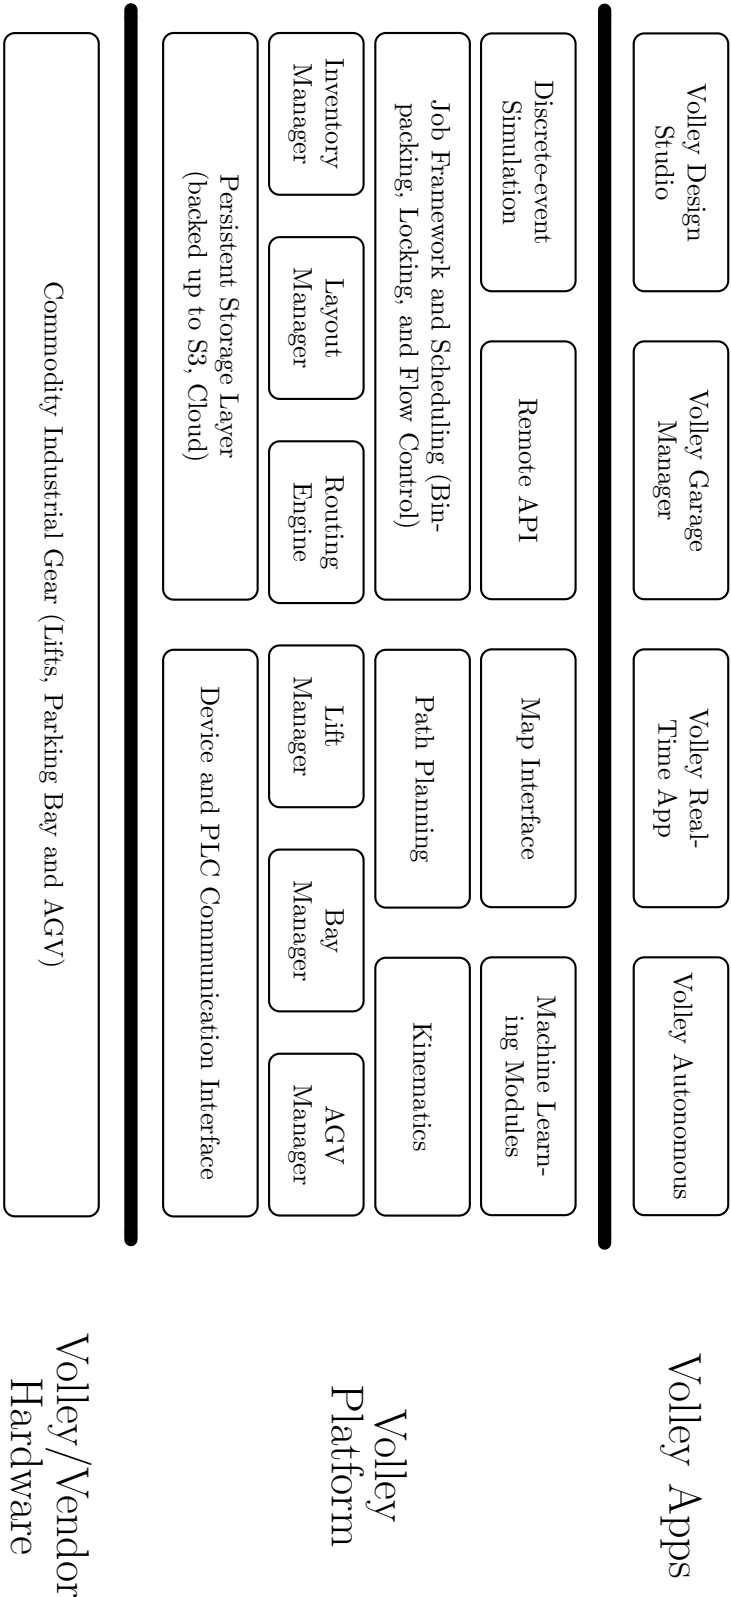 Volley Design
Studio
Volley Garage
Manager
Volley Real-
Time App
Volley Autonomous
Volley Apps
Discrete-event
Simulation
Remote API
Map Interface
Machine Learn-
ing Modules
Job Framework and Scheduling (Bin-
packing, Locking, and Flow Control)
Path Planning
Kinematics
Inventory
Manager
Layout
Manager
Routing
Engine
Lift
Manager
Bay
Manager
AGV
Manager
Persistent Storage Layer
(backed up to S3, Cloud)
Device and PLC Communication Interface
Volley
Platform
Commodity Industrial Gear (Lifts, Parking Bay and AGV)
Volley/Vendor
Hardware